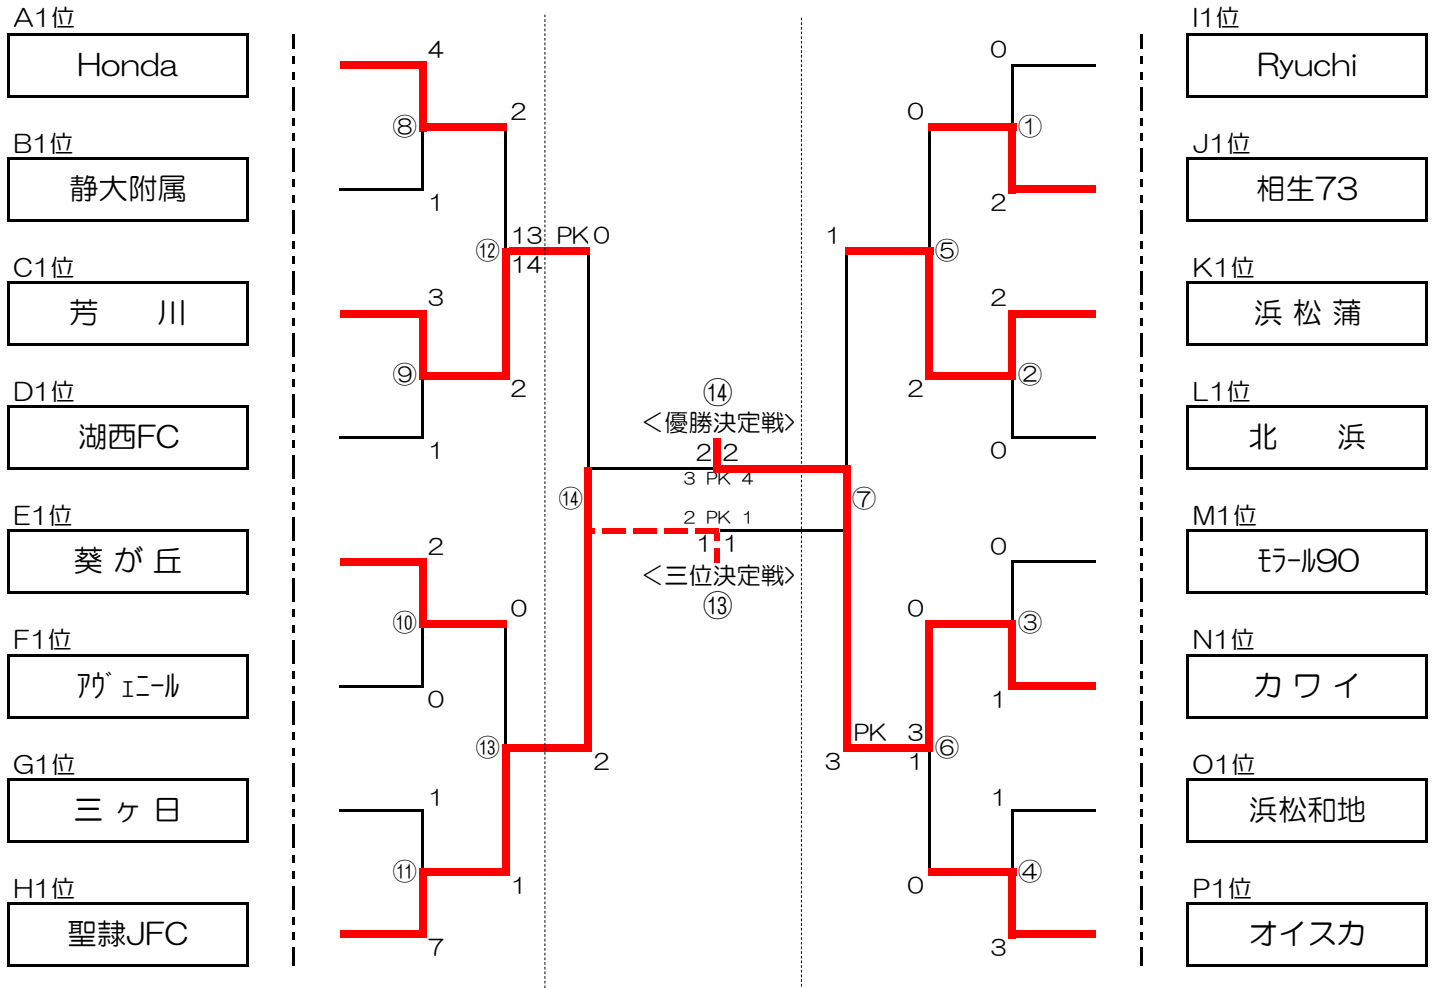 A1位
Honda
B1位
静大附属
C1位
芳 川
D1位
湖西FC
E1位
葵が丘
F1位
ｱｳﾞｪﾆｰﾙ
G1位
三ヶ日
H1位
聖隷JFC
4
⑧
1
2
3
⑨
1
2
⑫
13 PK 0
14
2
⑩
0
0
1
⑪
7
1
⑬
2
⑭
⑭
<優勝決定戦>
2 2
3 PK 4
2 PK 1
1 1
<三位決定戦>
⑬
1
⑦
3
0
⑤
2
0
PK 3
1
⑥
0
0
①
2
2
②
0
0
③
1
1
④
3
I1位
Ryuchi
J1位
相生73
K1位
浜松蒲
L1位
北 浜
M1位
ﾓﾗｰﾙ90
N1位
カワイ
O1位
浜松和地
P1位
オイスカ